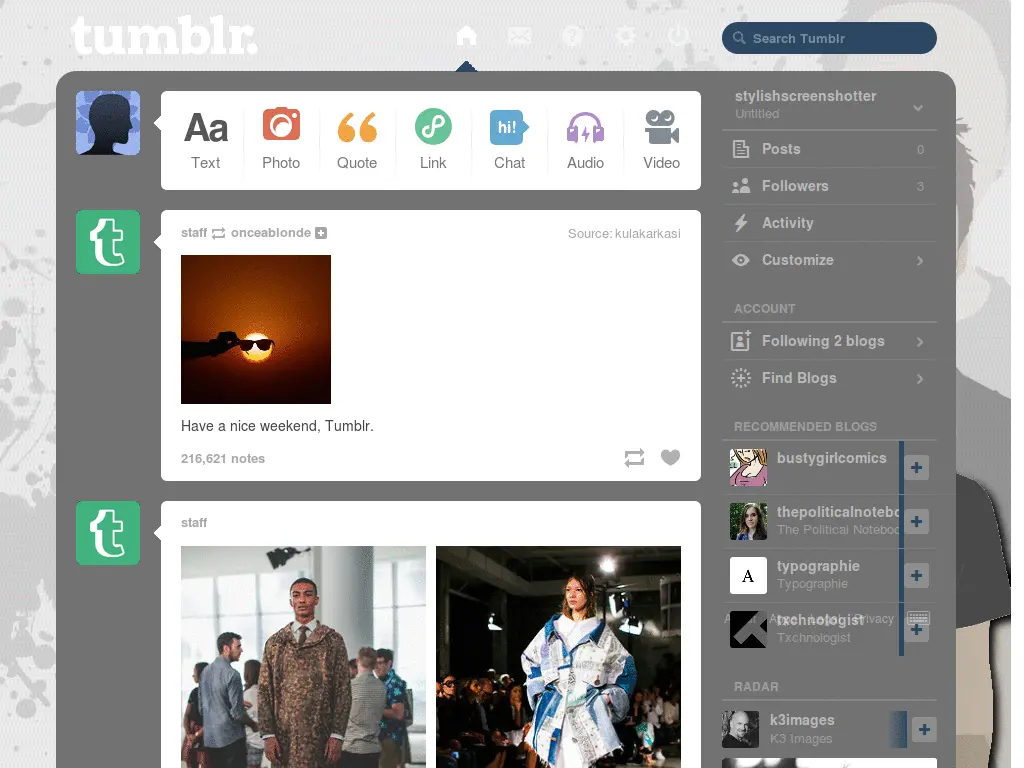 tumblr.
Search Tumblr
Aa
Text
Photo
Quote
Link
hi!
Chat
Audio
Video
staff onceablonde
Source: kulakarkasi
Have a nice weekend, Tumblr.
216,621 notes
staff
stylishscreenshotter
Untitled
Posts 0
Followers 3
Activity
Customize
ACCOUNT
Following 2 blogs
Find Blogs
RECOMMENDED BLOGS
bustygirlcomics
thepoliticalnotebo
The Political Noteboo
A
typographie
Typographie
txchnologist
Privacy
Txchnologist
RADAR
k3images
K3 Images